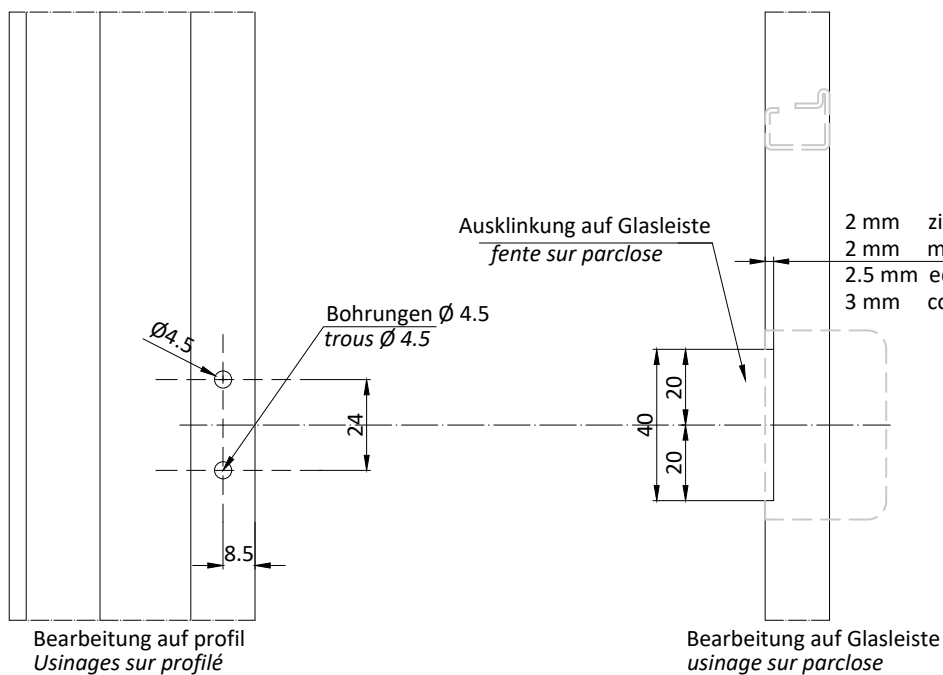 Ausklinkung auf Glasleiste
fente sur parclose
2 mm
2 mm
2.5 mm
3 mm
Bohrungen Ø 4.5
trous Ø 4.5
Ø4.5
24
8.5
40
20
20
Bearbeitung auf profil
Usinages sur profilé
Bearbeitung auf Glasleiste
usinage sur parclose